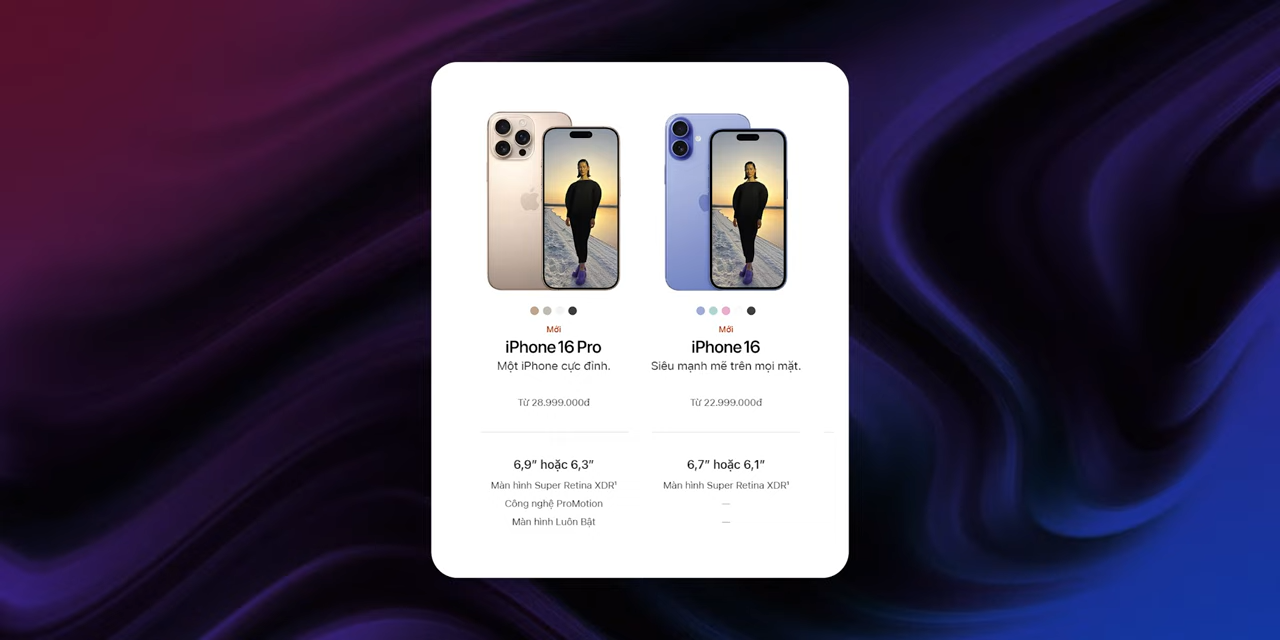 Mới
iPhone 16 Pro
Một iPhone cực đỉnh.
Từ 28.999.000đ
6,9” hoặc 6,3”
Màn hình Super Retina XDR¹
Công nghệ ProMotion
Màn hình Luôn Bật
Mới
iPhone 16
Siêu mạnh mẽ trên mọi mặt.
Từ 22.999.000đ
6,7” hoặc 6,1”
Màn hình Super Retina XDR¹
—
—